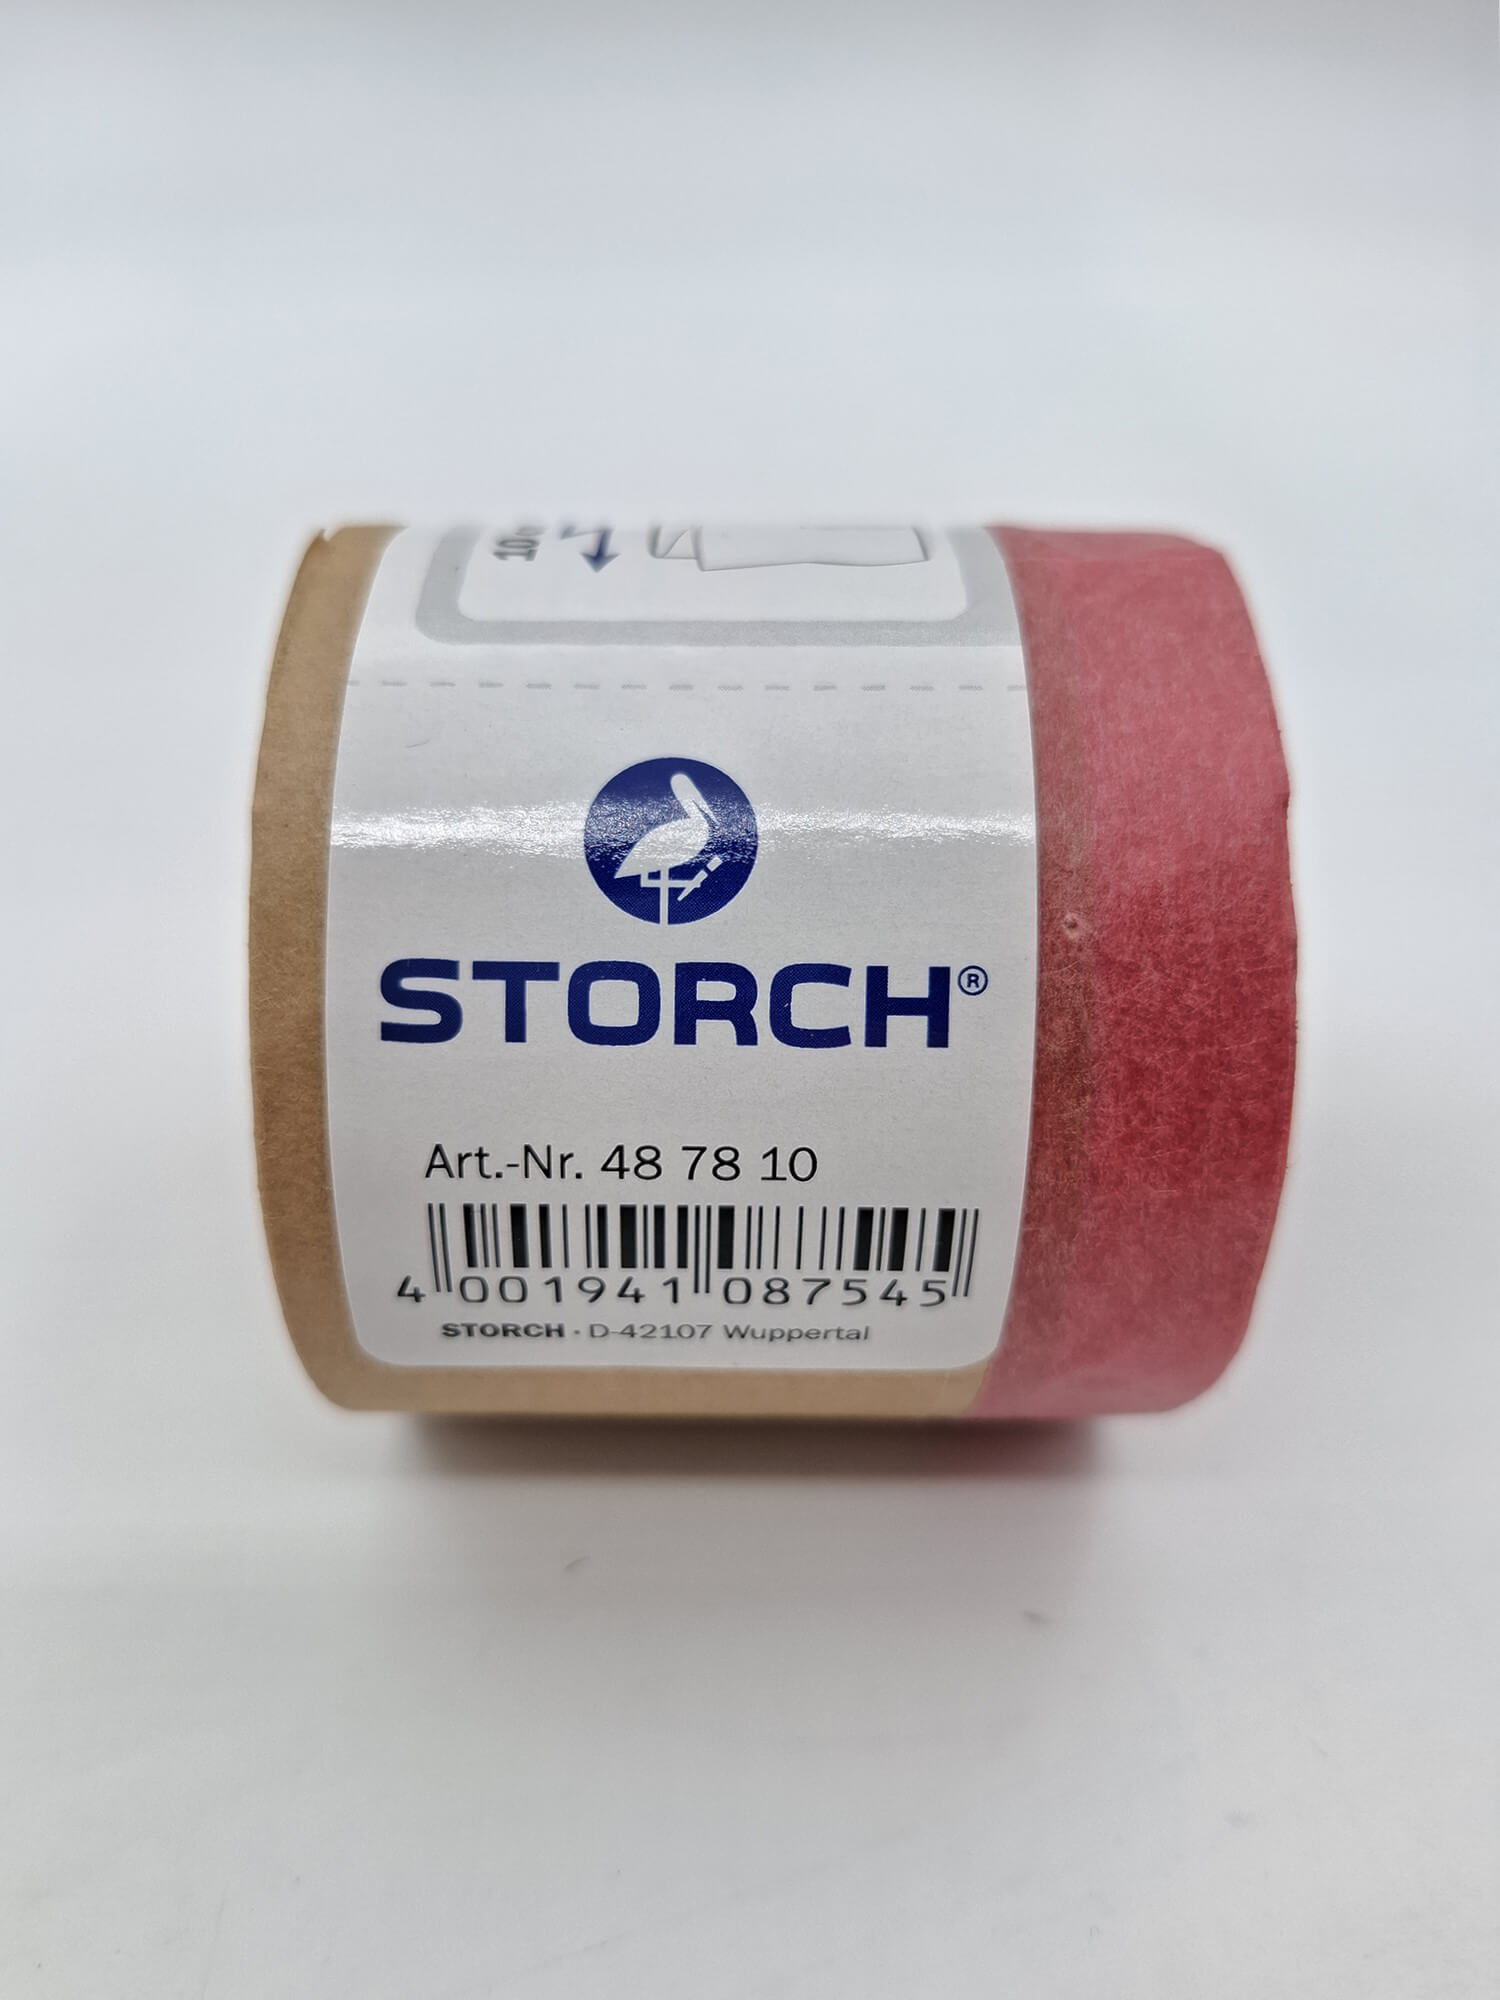 STORCH®
Art.-Nr. 48 78 10
4 001941 087545
STORCH · D-42107 Wuppertal